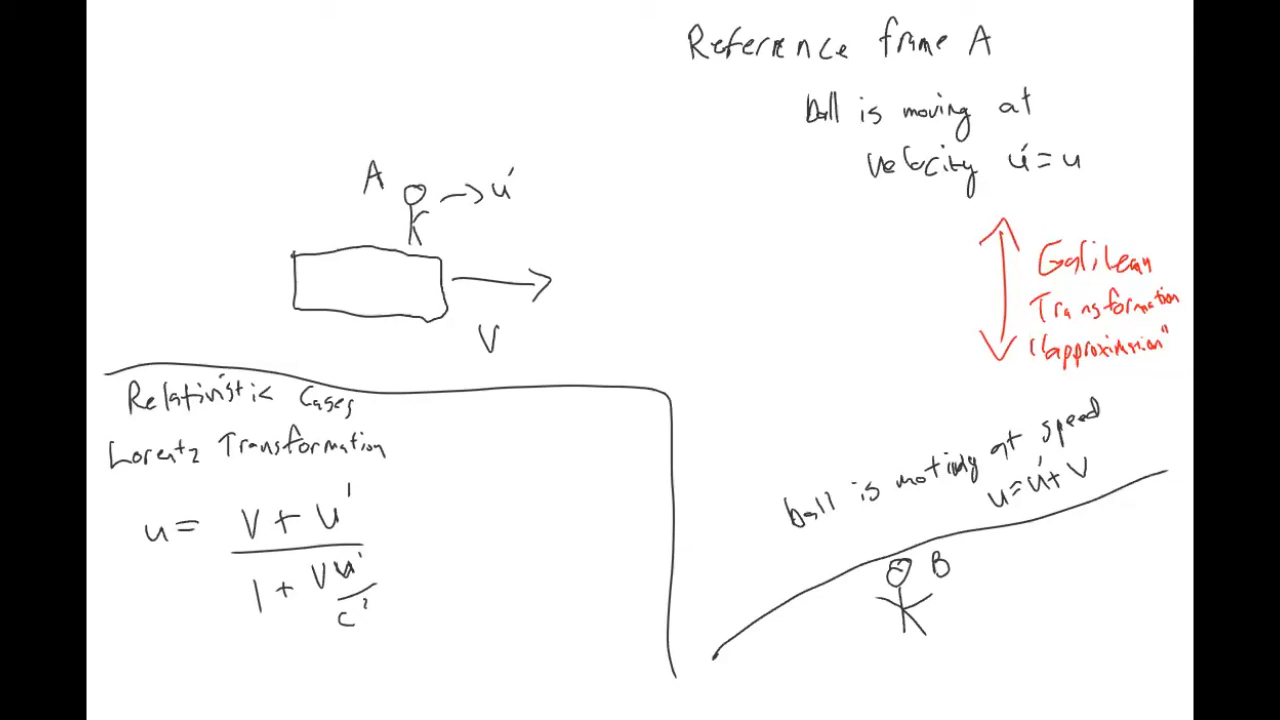 Reference frame A
ball is moving at
velocity u' = u
A
→ u'
V
Galilean
Transformation
"approximation"
Relativistic Cases
Lorentz Transformation
u = (V + u') / (1 + Vu'/c²)
ball is moving at speed
u = u' + V
B